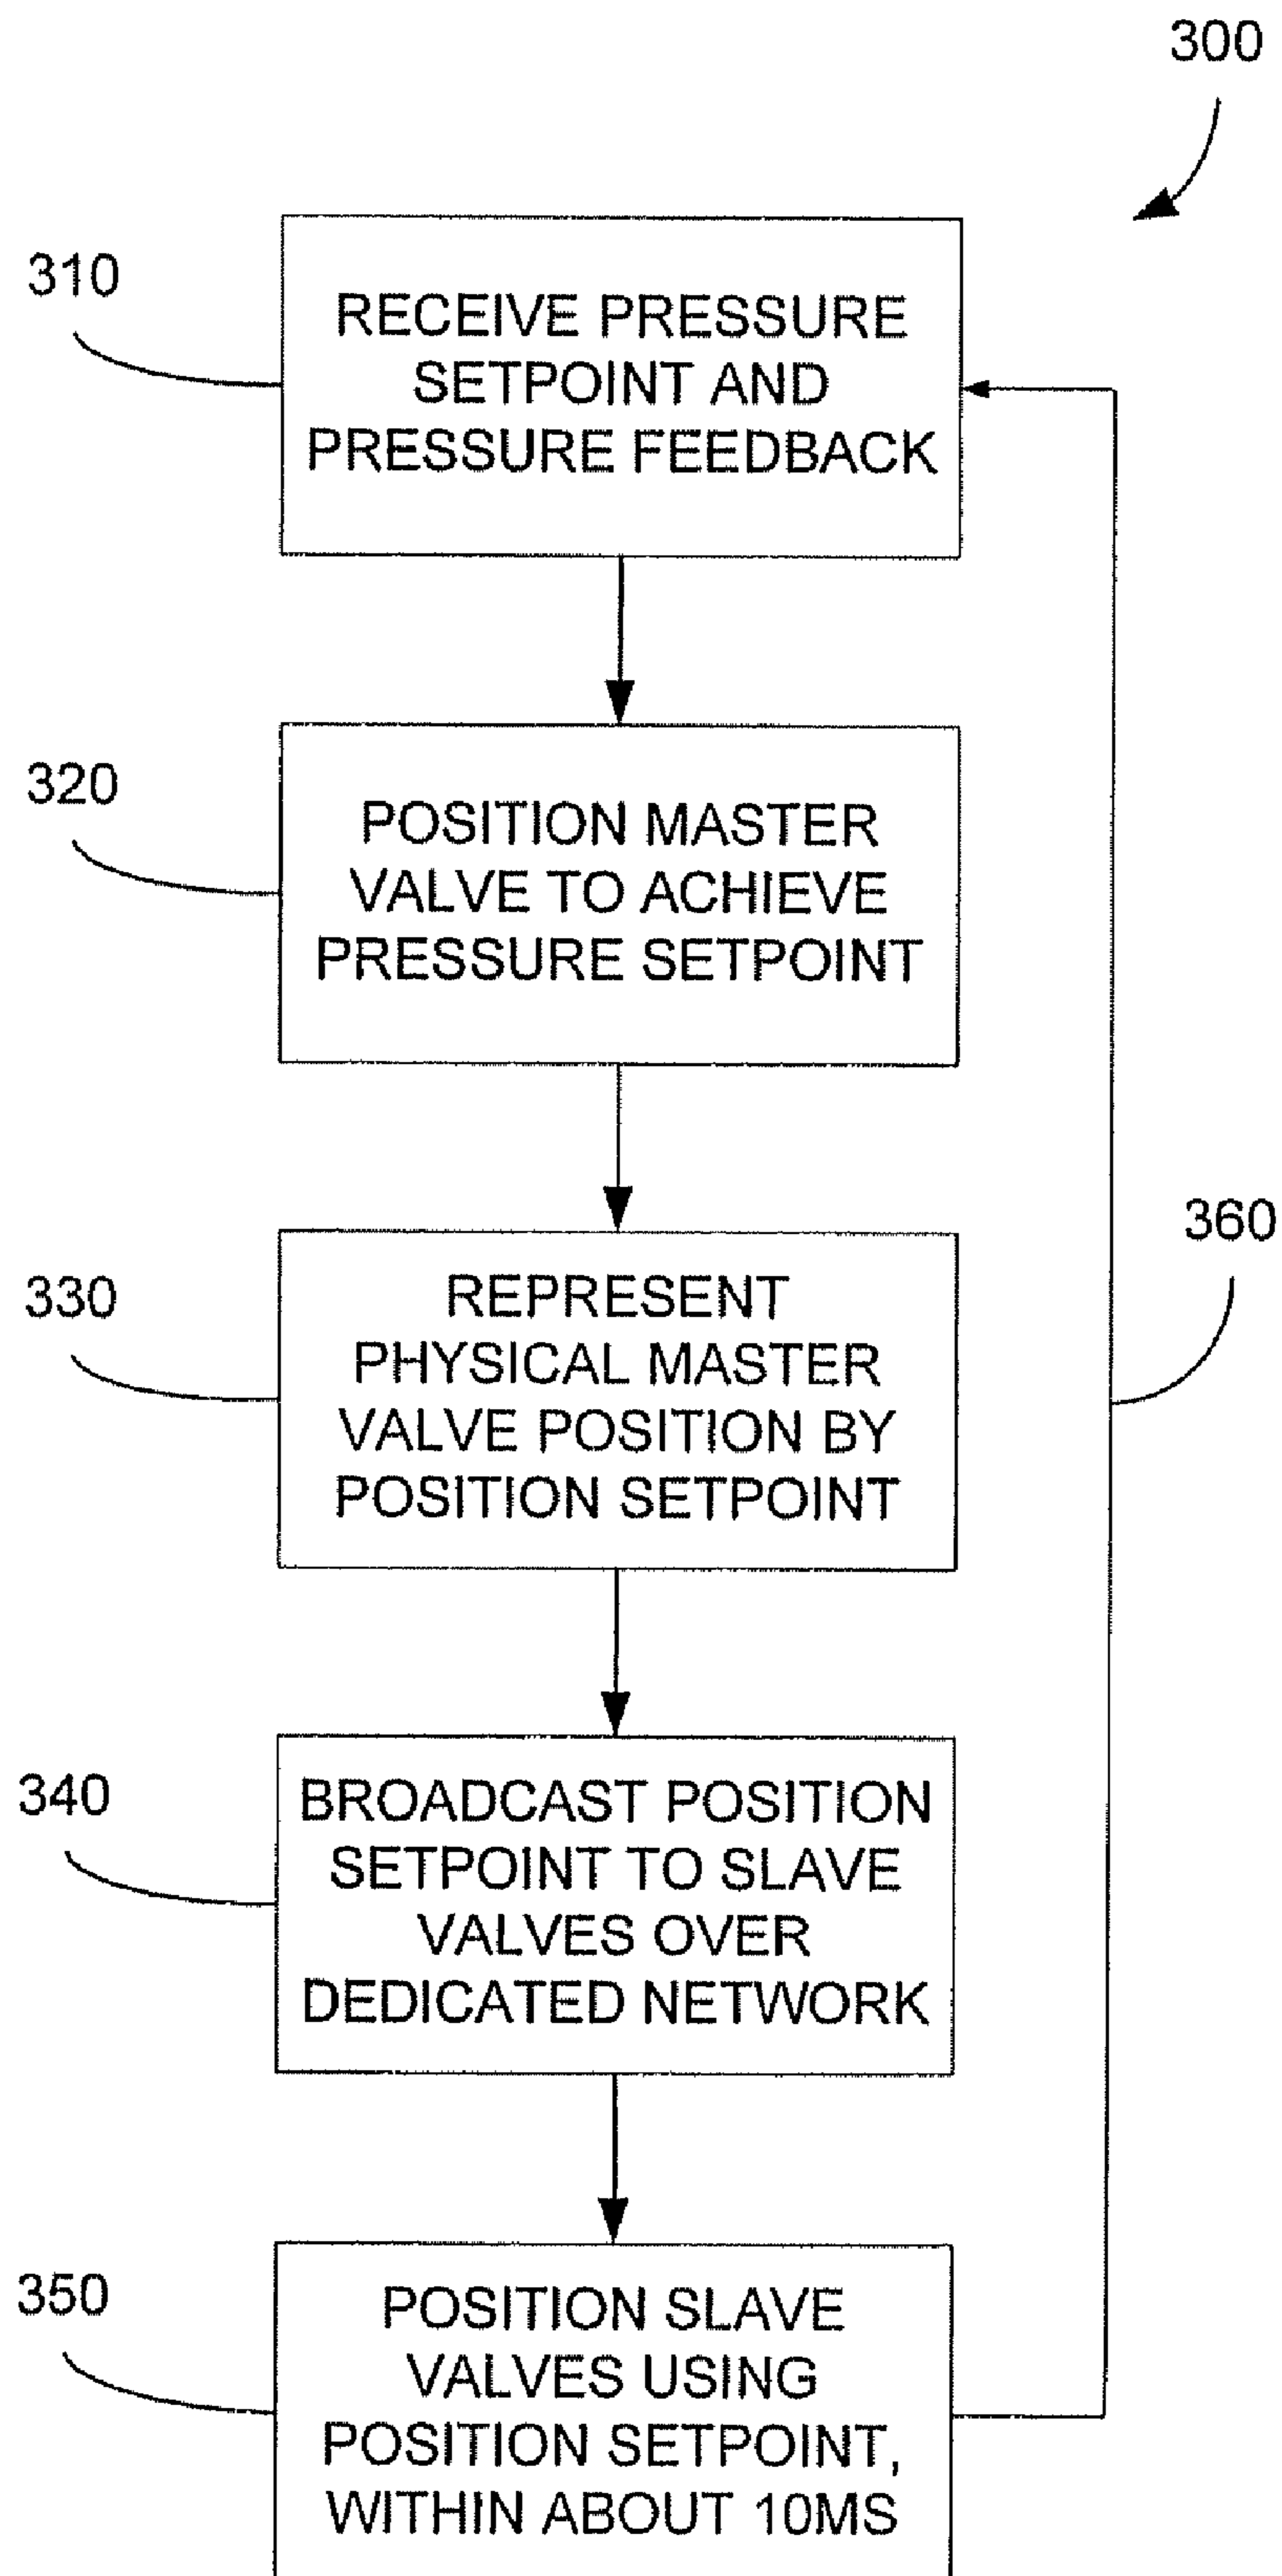 300
310
RECEIVE PRESSURE
SETPOINT AND
PRESSURE FEEDBACK
320
POSITION MASTER
VALVE TO ACHIEVE
PRESSURE SETPOINT
330
REPRESENT
PHYSICAL MASTER
VALVE POSITION BY
POSITION SETPOINT
360
340
BROADCAST POSITION
SETPOINT TO SLAVE
VALVES OVER
DEDICATED NETWORK
350
POSITION SLAVE
VALVES USING
POSITION SETPOINT,
WITHIN ABOUT 10MS